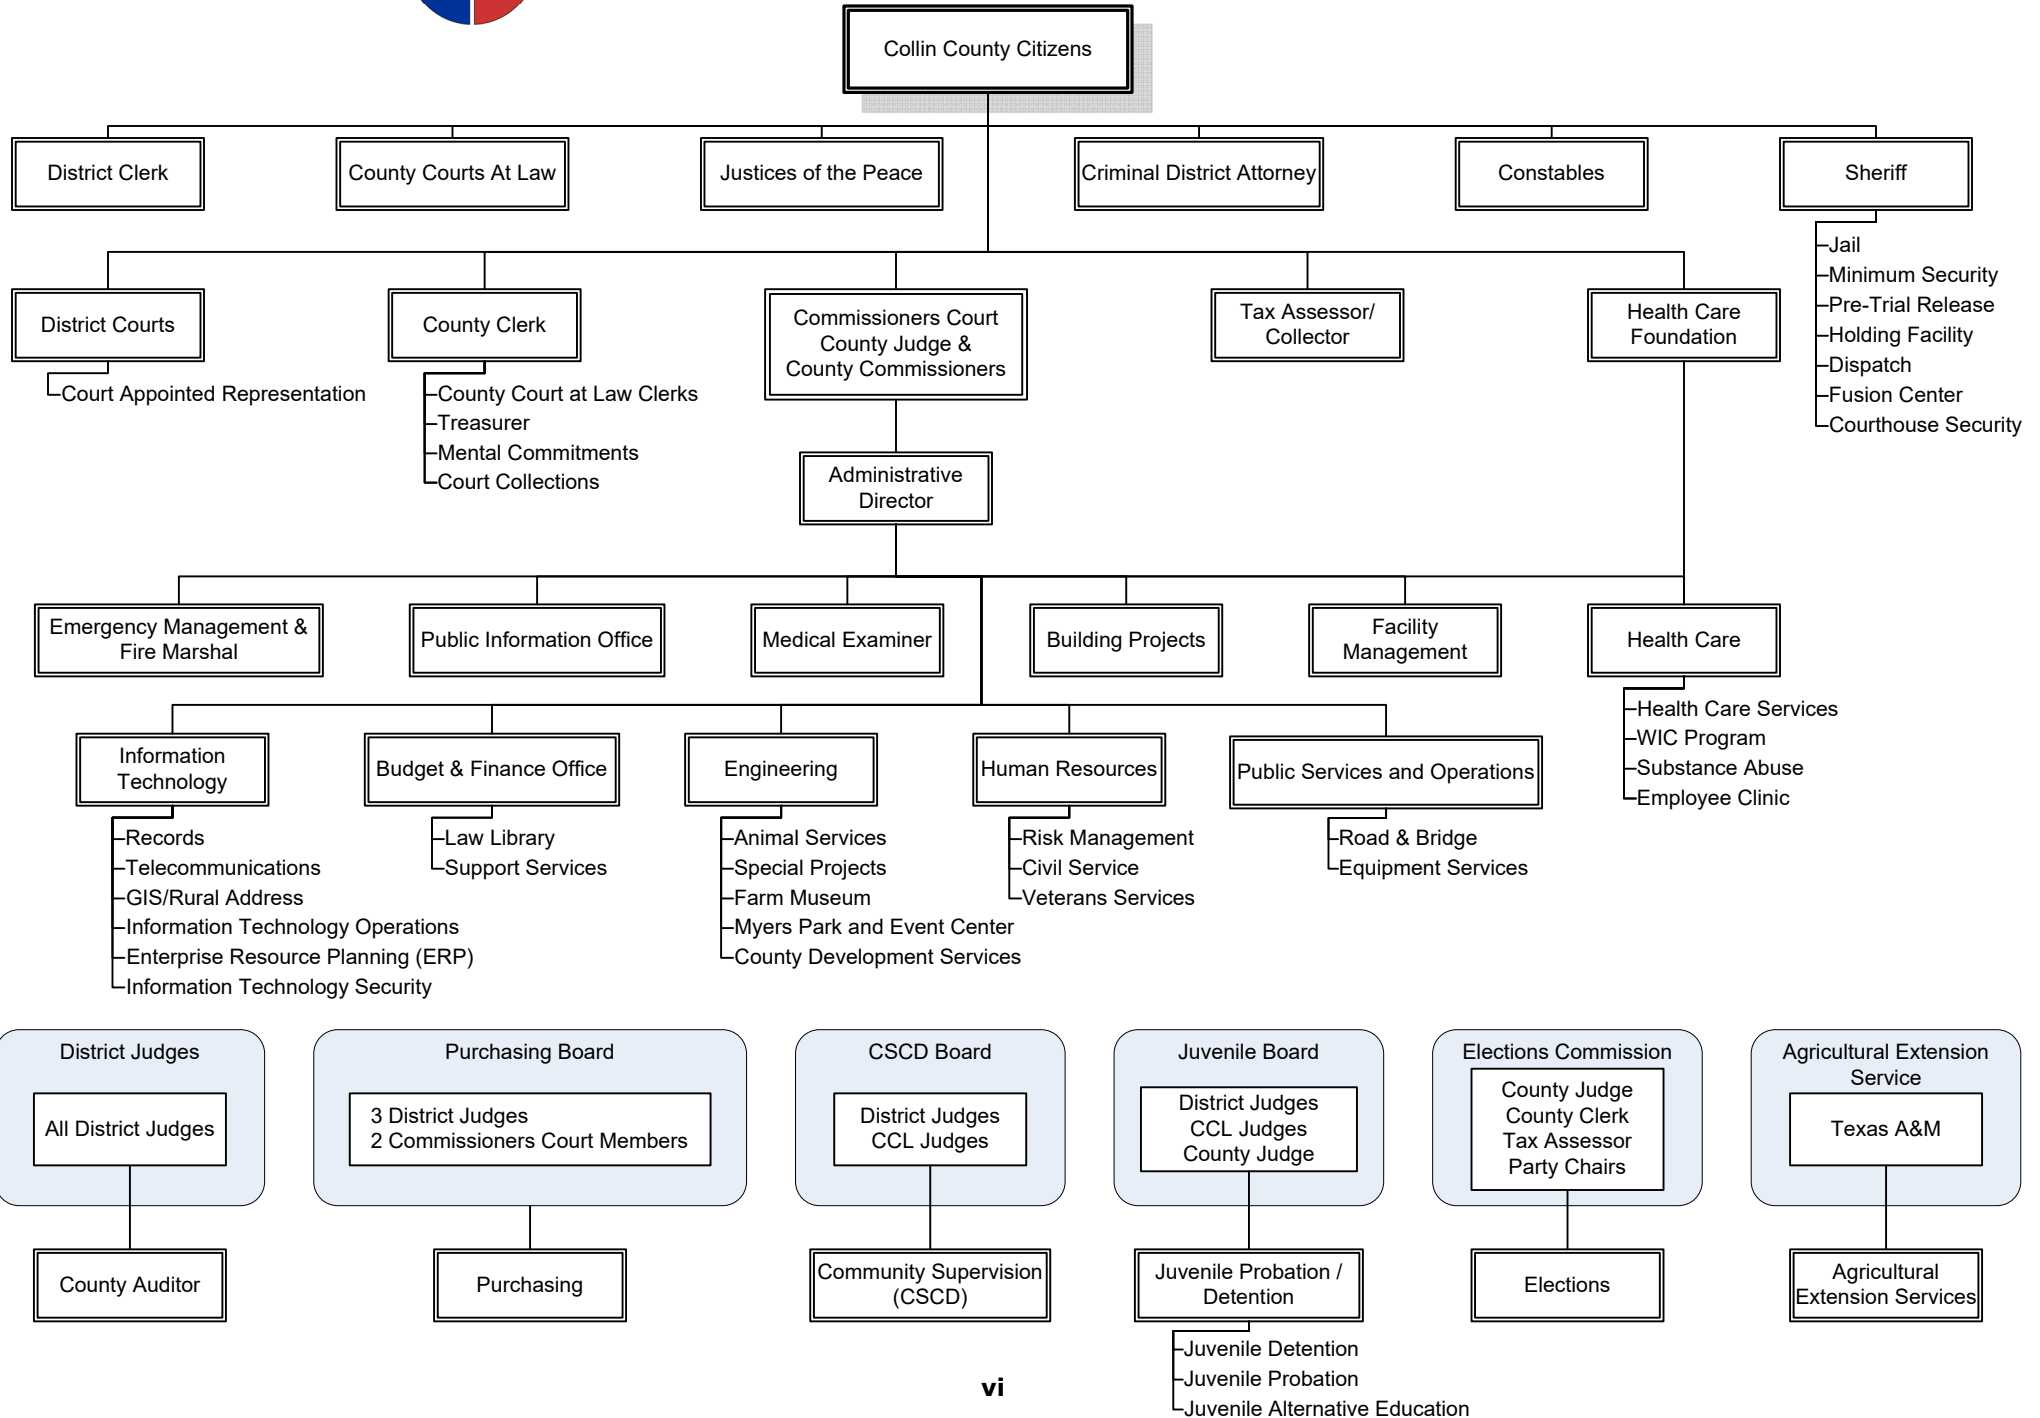 Collin County Citizens
District Clerk
County Courts At Law
Justices of the Peace
Criminal District Attorney
Constables
Sheriff
Jail
Minimum Security
Pre-Trial Release
Holding Facility
Dispatch
Fusion Center
Courthouse Security
District Courts
Court Appointed Representation
County Clerk
County Court at Law Clerks
Treasurer
Mental Commitments
Court Collections
Commissioners Court
County Judge &
County Commissioners
Tax Assessor/
Collector
Health Care
Foundation
Administrative
Director
Emergency Management &
Fire Marshal
Public Information Office
Medical Examiner
Building Projects
Facility
Management
Health Care
Health Care Services
WIC Program
Substance Abuse
Employee Clinic
Information
Technology
Records
Telecommunications
GIS/Rural Address
Information Technology Operations
Enterprise Resource Planning (ERP)
Information Technology Security
Budget & Finance Office
Law Library
Support Services
Engineering
Animal Services
Special Projects
Farm Museum
Myers Park and Event Center
County Development Services
Human Resources
Risk Management
Civil Service
Veterans Services
Public Services and Operations
Road & Bridge
Equipment Services
District Judges
All District Judges
County Auditor
Purchasing Board
3 District Judges
2 Commissioners Court Members
Purchasing
CSCD Board
District Judges
CCL Judges
Community Supervision
(CSCD)
Juvenile Board
District Judges
CCL Judges
County Judge
Juvenile Probation /
Detention
Juvenile Detention
Juvenile Probation
Juvenile Alternative Education
Elections Commission
County Judge
County Clerk
Tax Assessor
Party Chairs
Elections
Agricultural Extension
Service
Texas A&M
Agricultural
Extension Services
vi